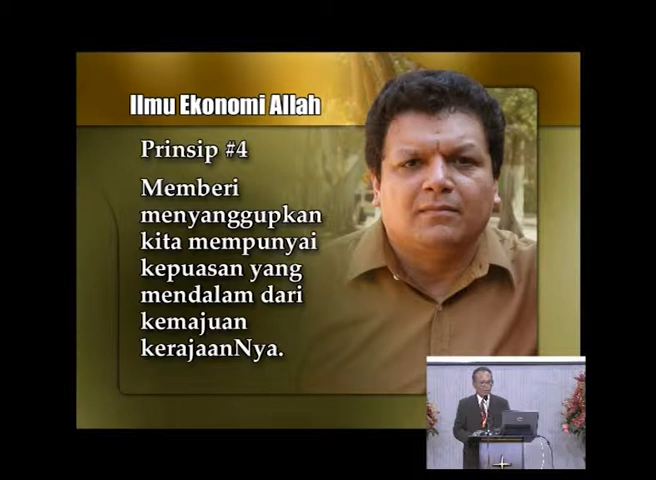 Ilmu Ekonomi Allah
Prinsip #4
Memberi
menyanggupkan
kita mempunyai
kepuasan yang
mendalam dari
kemajuan
kerajaanNya.